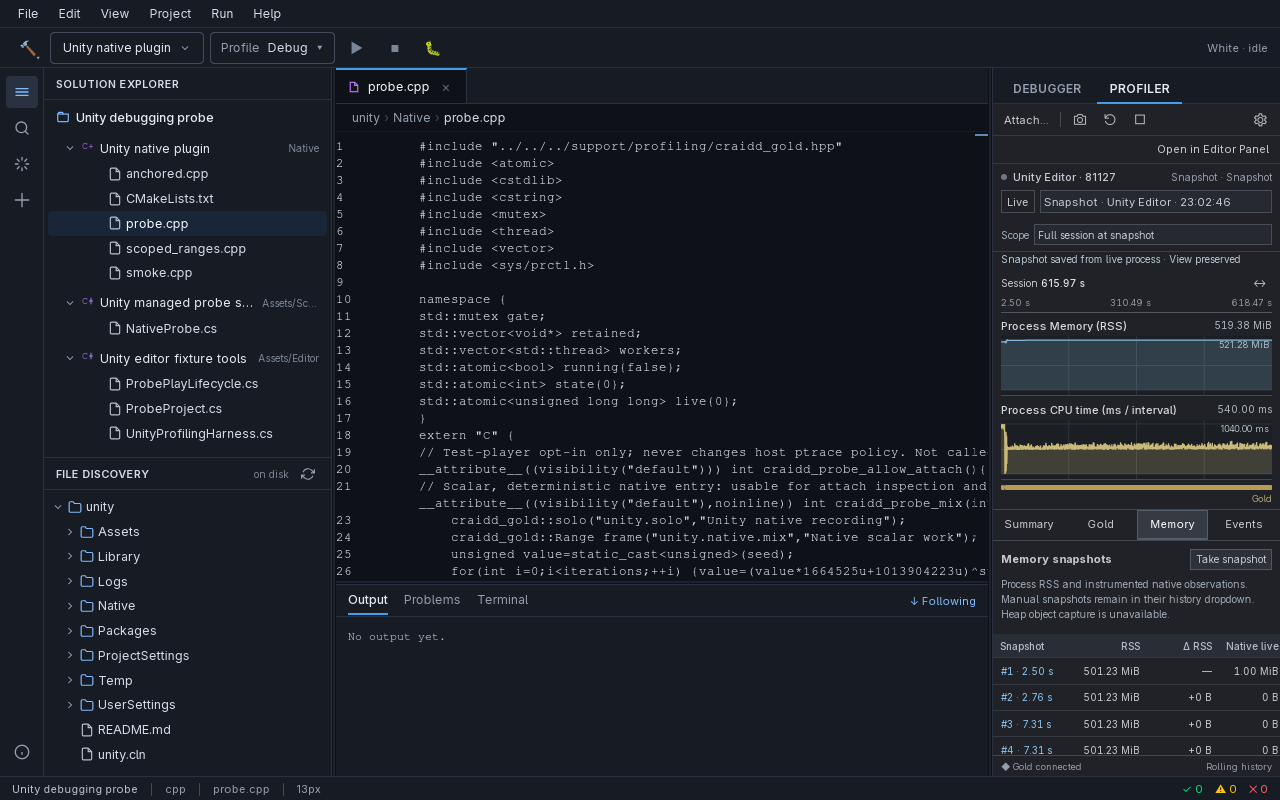 File Edit View Project Run Help
Unity native plugin
Profile Debug
White · idle
SOLUTION EXPLORER
Unity debugging probe
Unity native plugin Native
anchored.cpp
CMakeLists.txt
probe.cpp
scoped_ranges.cpp
smoke.cpp
Unity managed probe s... Assets/Sc...
NativeProbe.cs
Unity editor fixture tools Assets/Editor
ProbePlayLifecycle.cs
ProbeProject.cs
UnityProfilingHarness.cs
FILE DISCOVERY on disk
unity
Assets
Library
Logs
Native
Packages
ProjectSettings
Temp
UserSettings
README.md
unity.cln
probe.cpp ×
unity › Native › probe.cpp
1 #include "../../../support/profiling/craidd_gold.hpp"
2 #include <atomic>
3 #include <cstdlib>
4 #include <cstring>
5 #include <mutex>
6 #include <thread>
7 #include <vector>
8 #include <sys/prctl.h>
9
10 namespace {
11 std::mutex gate;
12 std::vector<void*> retained;
13 std::vector<std::thread> workers;
14 std::atomic<bool> running{false};
15 std::atomic<int> state{0};
16 std::atomic<unsigned long long> live{0};
17 }
18 extern "C" {
19 // Test-player opt-in only; never changes host ptrace policy. Not calle
20 __attribute__((visibility("default"))) int craidd_probe_allow_attach(){
21 // Scalar, deterministic native entry: usable for attach inspection and
__attribute__((visibility("default"),noinline)) int craidd_probe_mix(in
23 craidd_gold::solo("unity.solo","Unity native recording");
24 craidd_gold::Range frame("unity.native.mix","Native scalar work");
25 unsigned value=static_cast<unsigned>(seed);
26 for(int i=0;i<iterations;++i) {value=(value*1664525u+1013904223u)^s
Output Problems Terminal ↓ Following
No output yet.
DEBUGGER PROFILER
Attach...
Open in Editor Panel
Unity Editor · 81127 Snapshot · Snapshot
Live Snapshot · Unity Editor · 23:02:46
Scope Full session at snapshot
Snapshot saved from live process · View preserved
Session 615.97 s ↔
2.50 s 310.49 s 618.47 s
Process Memory (RSS) 519.38 MiB
521.28 MiB
Process CPU time (ms / interval) 540.00 ms
1040.00 ms
Gold
Summary Gold Memory Events
Memory snapshots Take snapshot
Process RSS and instrumented native observations.
Manual snapshots remain in their history dropdown.
Heap object capture is unavailable.
Snapshot RSS Δ RSS Native live
#1 · 2.50 s 501.23 MiB — 1.00 MiB
#2 · 2.76 s 501.23 MiB +0 B 0 B
#3 · 7.31 s 501.23 MiB +0 B 0 B
#4 · 7.31 s 501.23 MiB +0 B 0 B
◆ Gold connected Rolling history
Unity debugging probe cpp probe.cpp 13px 0 0 0